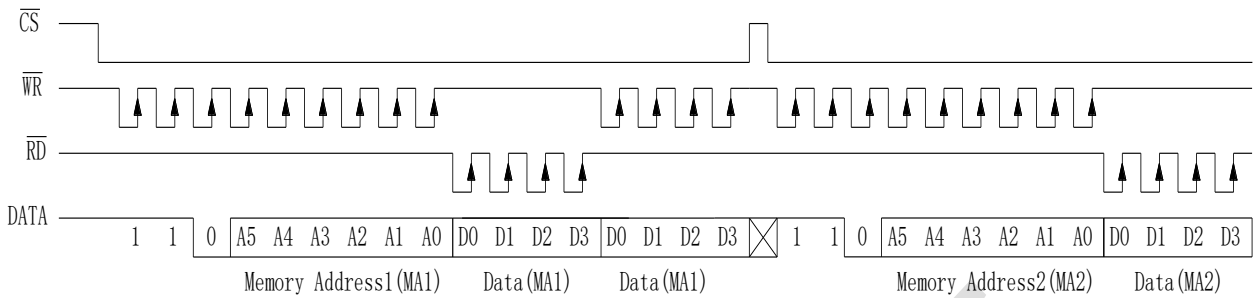 CS
WR
RD
DATA
1 1 0 A5 A4 A3 A2 A1 A0 D0 D1 D2 D3 D0 D1 D2 D3 1 1 0 A5 A4 A3 A2 A1 A0 D0 D1 D2 D3
Memory Address1(MA1) Data(MA1) Data(MA1) Memory Address2(MA2) Data(MA2)